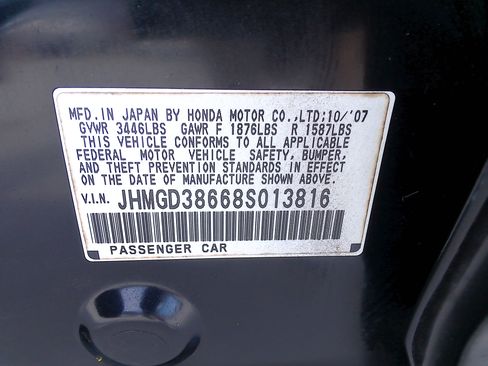 MFD. IN JAPAN BY HONDA MOTOR CO.,LTD;10/'07
GVWR 3446LBS GAWR F 1876LBS R 1587LBS
THIS VEHICLE CONFORMS TO ALL APPLICABLE
FEDERAL MOTOR VEHICLE SAFETY, BUMPER,
AND THEFT PREVENTION STANDARDS IN EFFECT
ON THE DATE OF MANUFACTURE SHOWN ABOVE.
V.I.N. JHMGD38668S013816
PASSENGER CAR